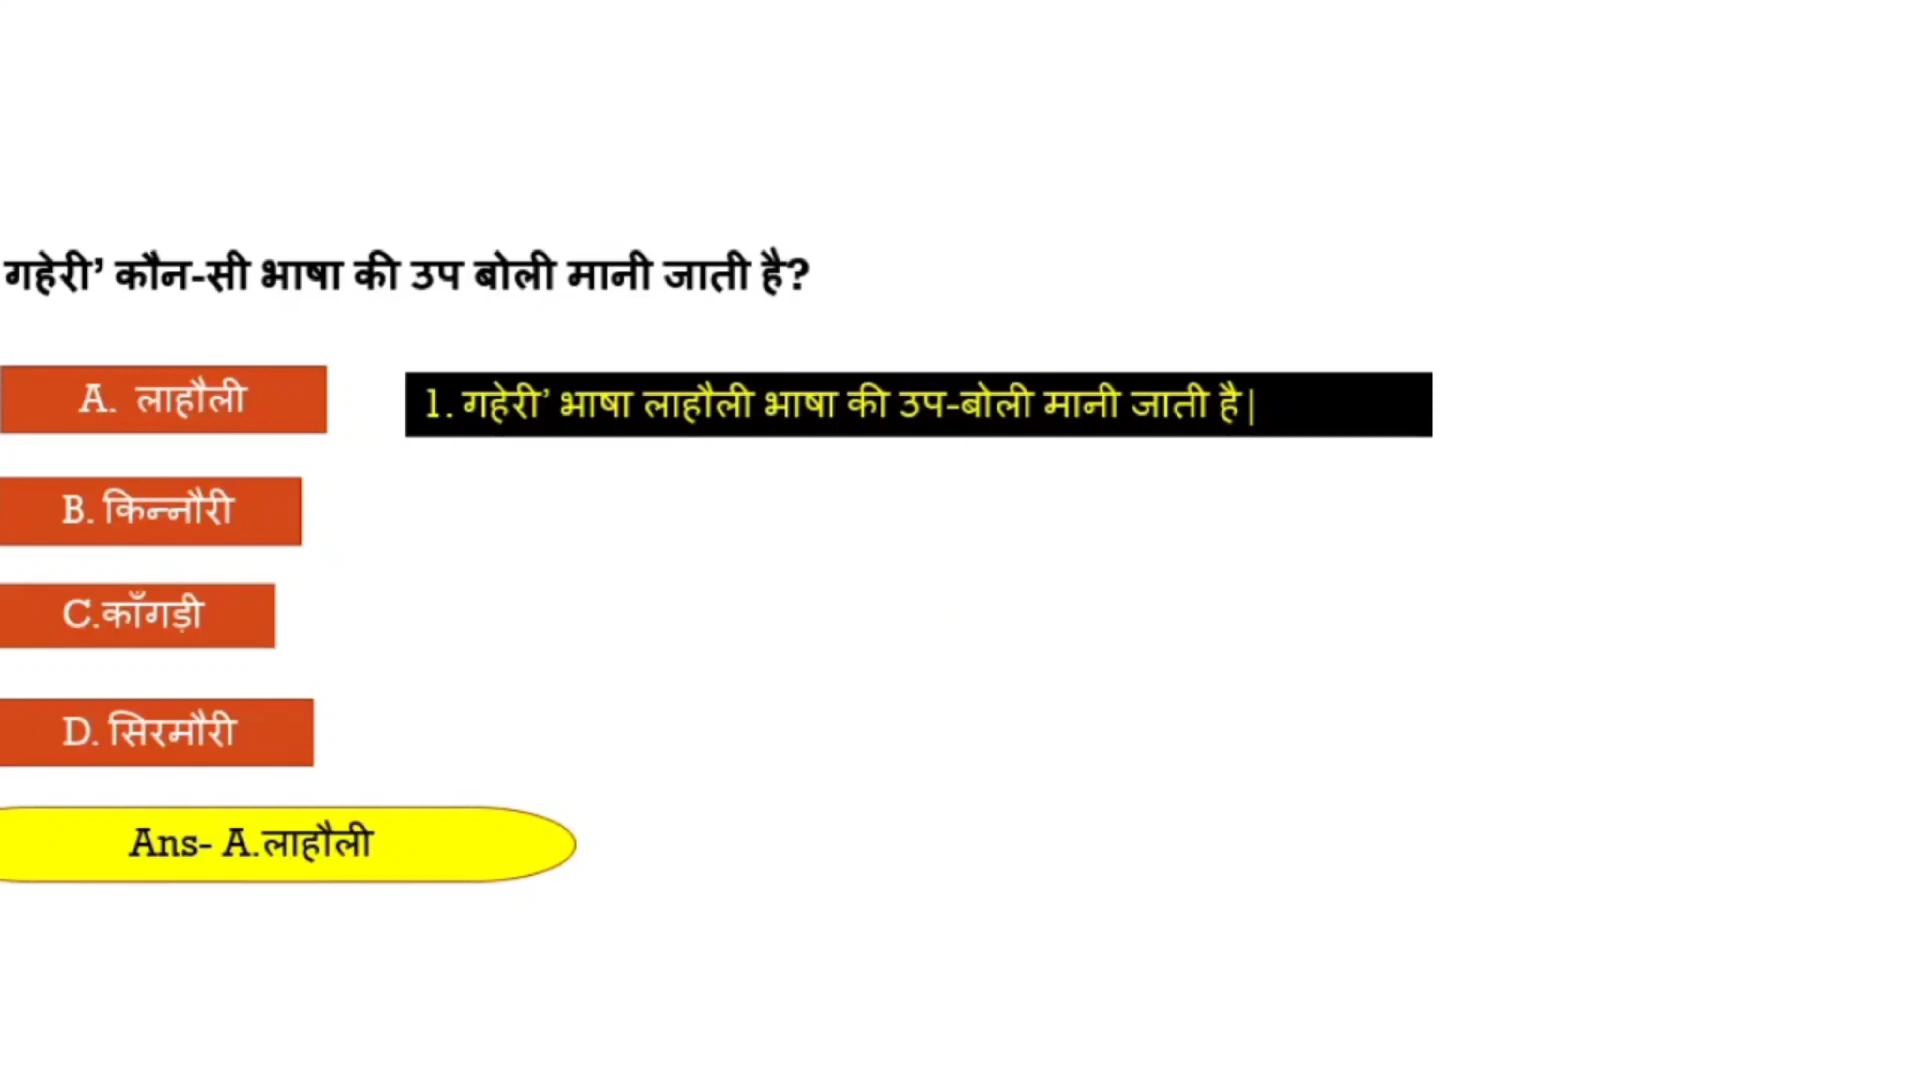 गहेरी’ कौन-सी भाषा की उप बोली मानी जाती है?
A. लाहौली
1. गहेरी’ भाषा लाहौली भाषा की उप-बोली मानी जाती है|
B. किन्नौरी
C.काँगड़ी
D. सिरमौरी
Ans- A.लाहौली